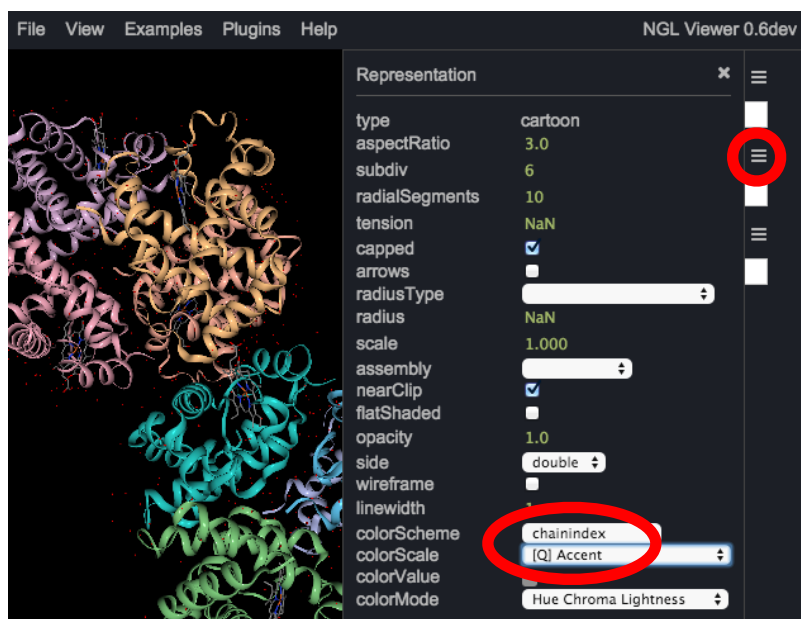 File View Examples Plugins Help NGL Viewer 0.6dev
Representation
type cartoon
aspectRatio 3.0
subdiv 6
radialSegments 10
tension NaN
capped
arrows
radiusType
radius NaN
scale 1.000
assembly
nearClip
flatShaded
opacity 1.0
side double
wireframe
linewidth
colorScheme chainindex
colorScale [Q] Accent
colorValue
colorMode Hue Chroma Lightness